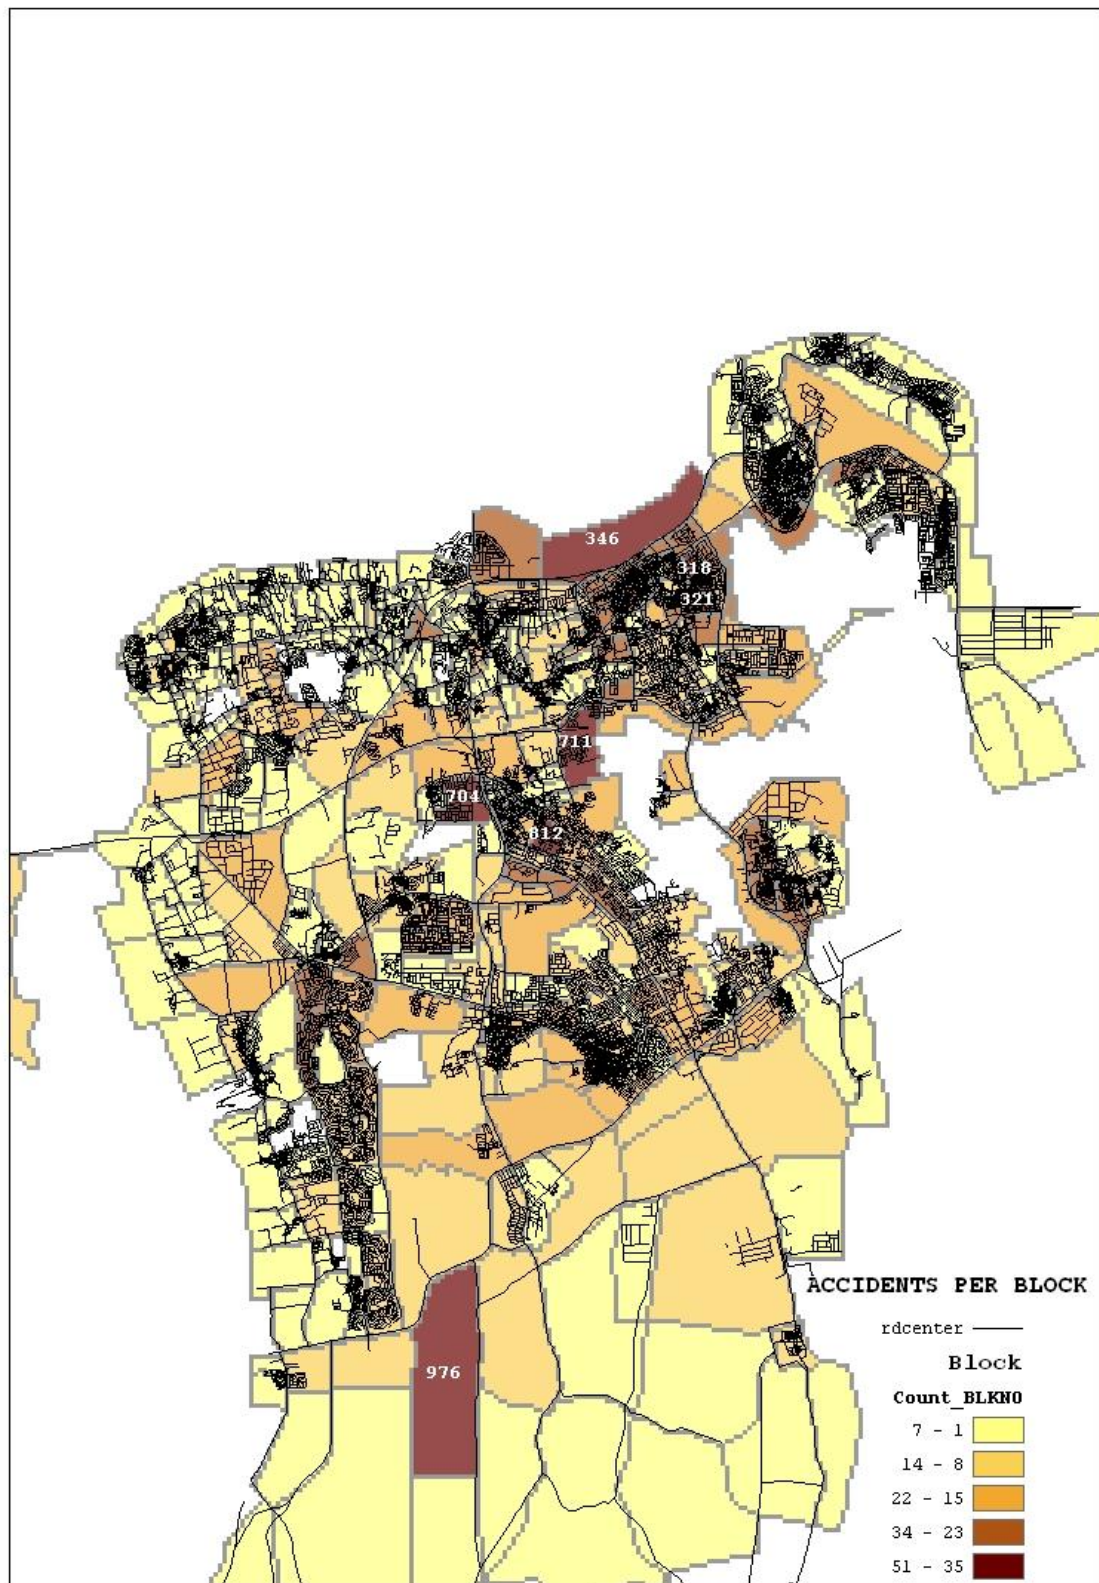 346
318
321
711
704
812
976
ACCIDENTS PER BLOCK
rdcenter
Block
Count_BLKNO
7 - 1
14 - 8
22 - 15
34 - 23
51 - 35